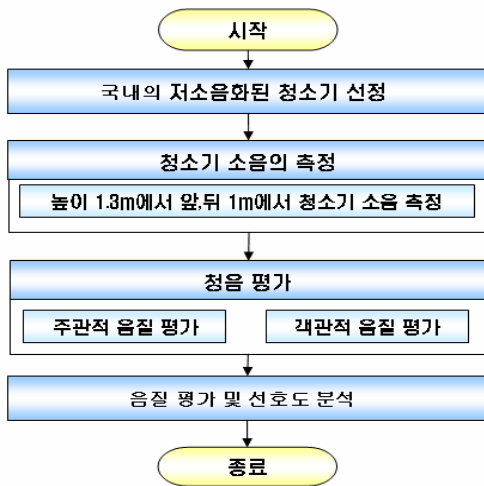 시작
국내의 저소음화된 청소기 선정
청소기 소음의 측정
높이 1.3m에서 앞,뒤 1m에서 청소기 소음 측정
청음 평가
주관적 음질 평가
객관적 음질 평가
음질 평가 및 선호도 분석
종료